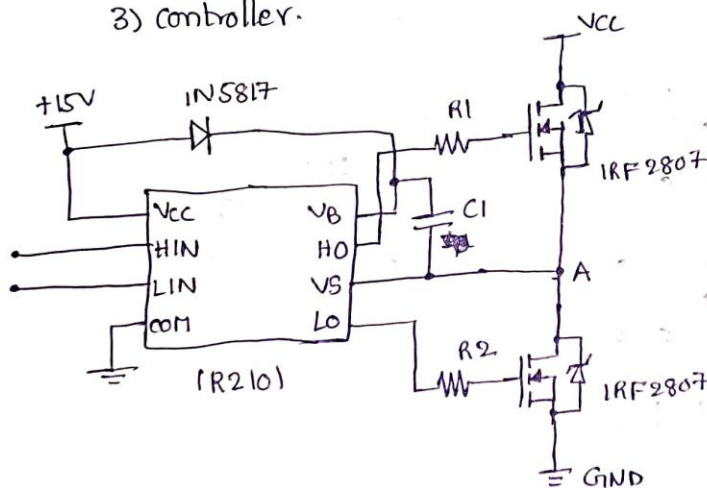 3) controller.
VCC
+15V
IN5817
R1
IRF2807
VCC
VB
C1
HIN
HO
LIN
VS
A
COM
LO
R2
(R210)
IRF2807
GND